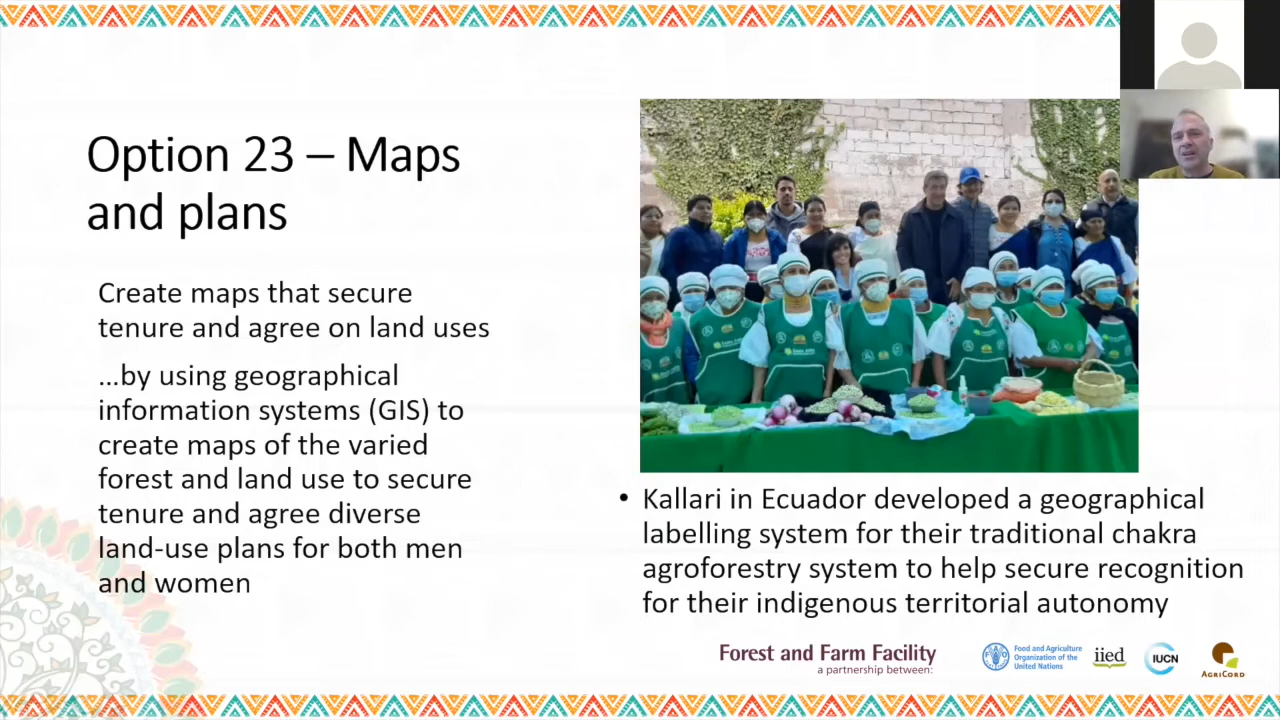 Option 23 – Maps
and plans
Create maps that secure
tenure and agree on land uses
...by using geographical
information systems (GIS) to
create maps of the varied
forest and land use to secure
tenure and agree diverse
land-use plans for both men
and women
• Kallari in Ecuador developed a geographical
labelling system for their traditional chakra
agroforestry system to help secure recognition
for their indigenous territorial autonomy
Forest and Farm Facility
a partnership between:
Food and Agriculture
Organization of the
United Nations
iied
IUCN
AGRICORD